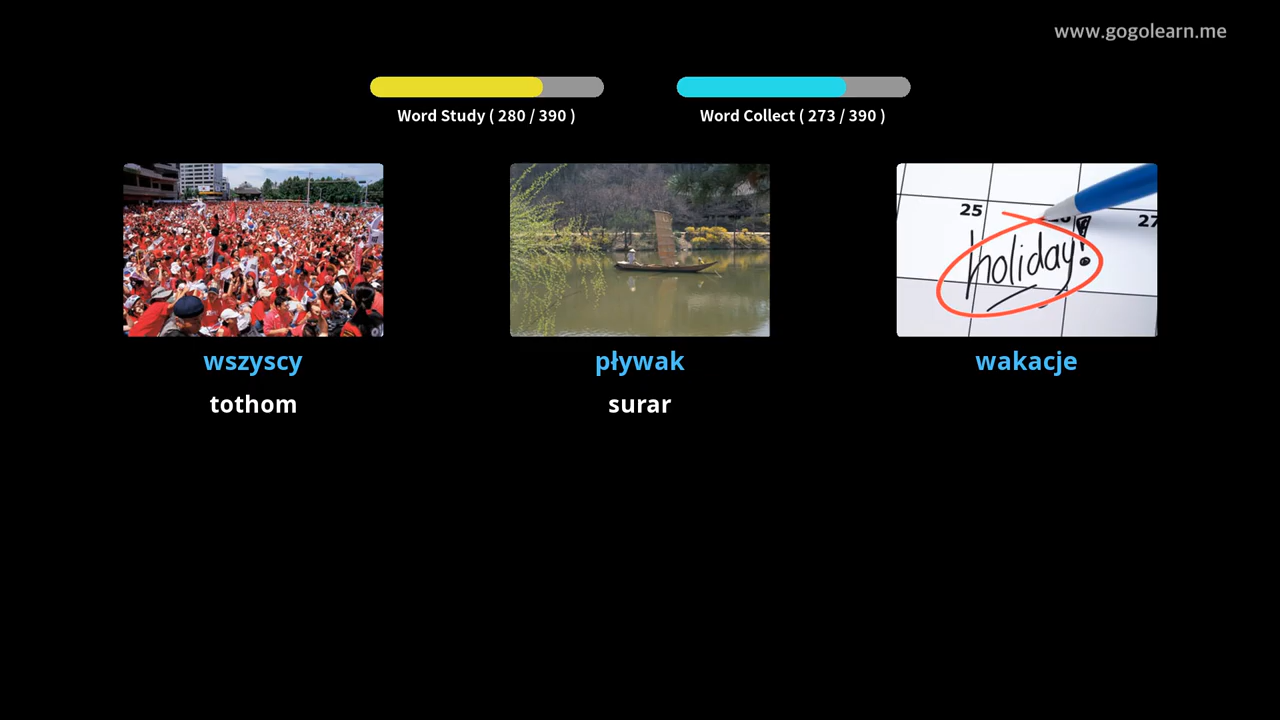 www.gogolearn.me
Word Study ( 280 / 390 )
Word Collect ( 273 / 390 )
25
27
holiday!
wszyscy
pływak
wakacje
tothom
surar